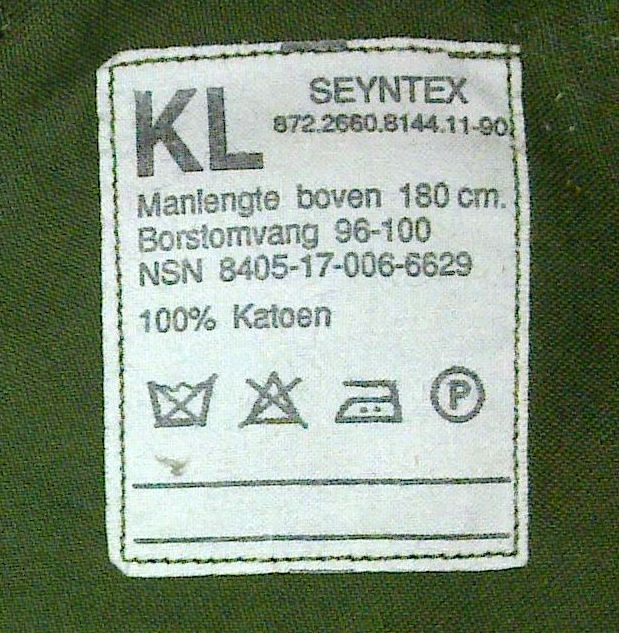 KL
SEYNTEX
872.2660.8144.11-90.
Manlengte boven 180 cm.
Borstomvang 96-100
NSN 8405-17-006-6629
100% Katoen
P